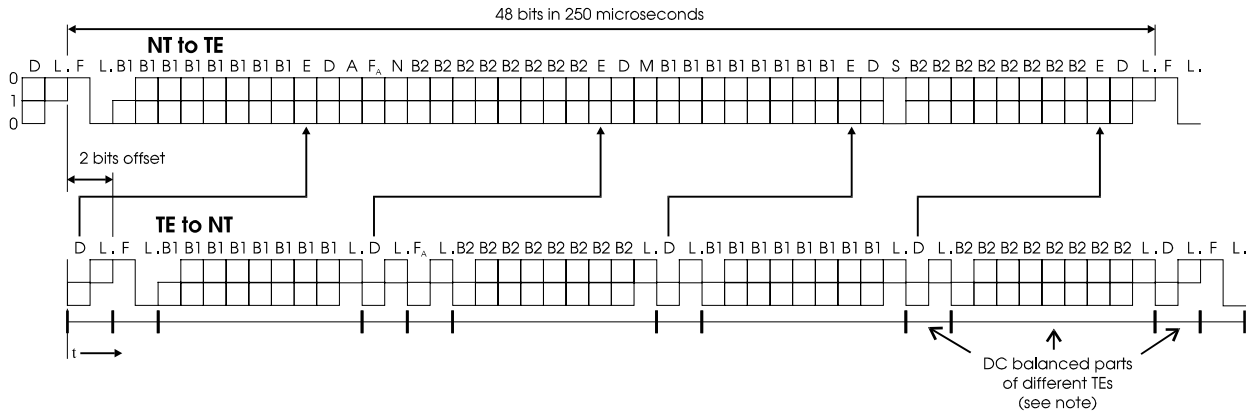 48 bits in 250 microseconds
NT to TE
D L. F L. B1 B1 B1 B1 B1 B1 B1 B1 E D A FA N B2 B2 B2 B2 B2 B2 B2 B2 E D M B1 B1 B1 B1 B1 B1 B1 B1 E D S B2 B2 B2 B2 B2 B2 B2 B2 E D L. F L.
0
1
0
2 bits offset
TE to NT
D L. F L. B1 B1 B1 B1 B1 B1 B1 B1 L. D L. FA L. B2 B2 B2 B2 B2 B2 B2 B2 L. D L. B1 B1 B1 B1 B1 B1 B1 B1 L. D L. B2 B2 B2 B2 B2 B2 B2 B2 L. D L. F L.
t
DC balanced parts
of different TEs
(see note)